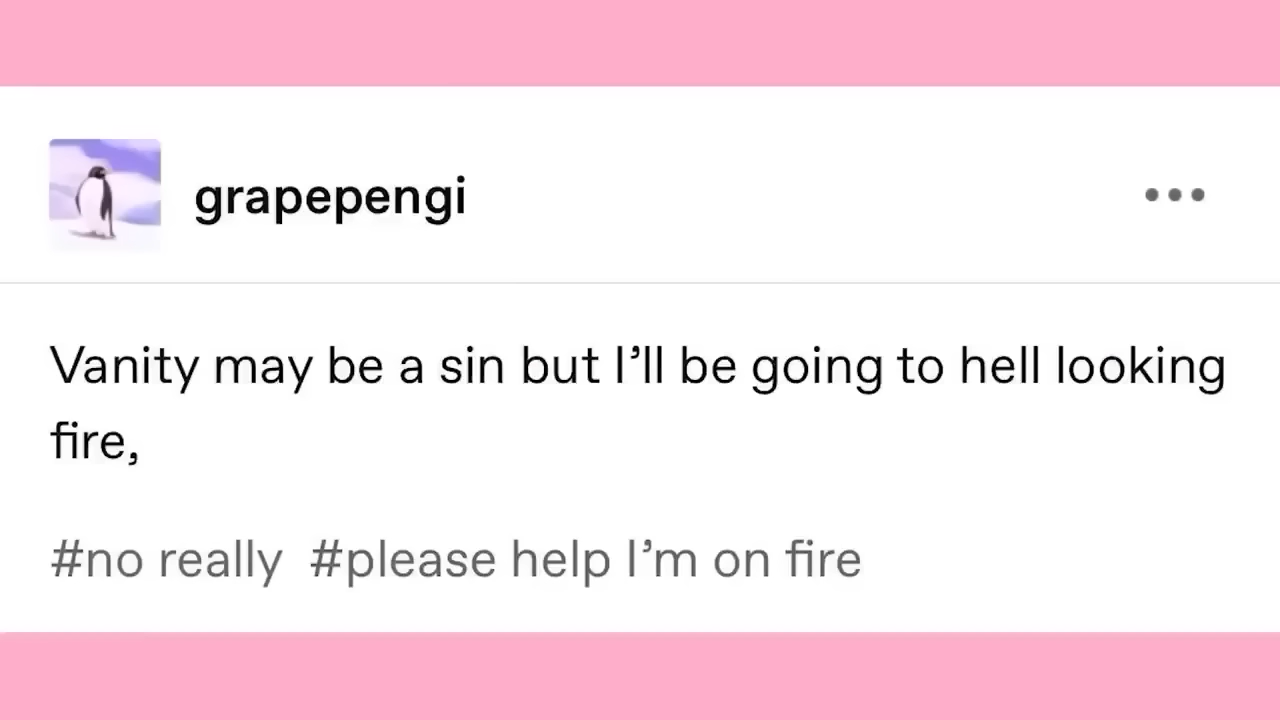 grapepengi
Vanity may be a sin but I’ll be going to hell looking
fire,
#no really #please help I’m on fire